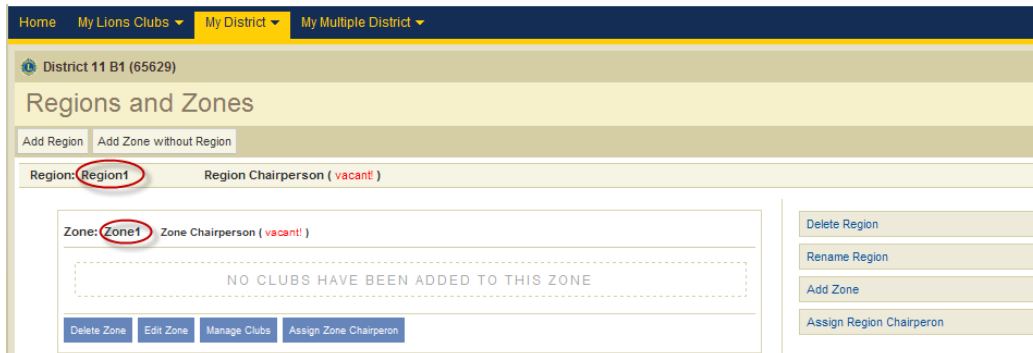 Home My Lions Clubs My District My Multiple District
District 11 B1 (65629)
Regions and Zones
Add Region Add Zone without Region
Region: Region1 Region Chairperson ( vacant! )
Zone: Zone1 Zone Chairperson ( vacant! )
NO CLUBS HAVE BEEN ADDED TO THIS ZONE
Delete Zone Edit Zone Manage Clubs Assign Zone Chairperon
Delete Region
Rename Region
Add Zone
Assign Region Chairperon